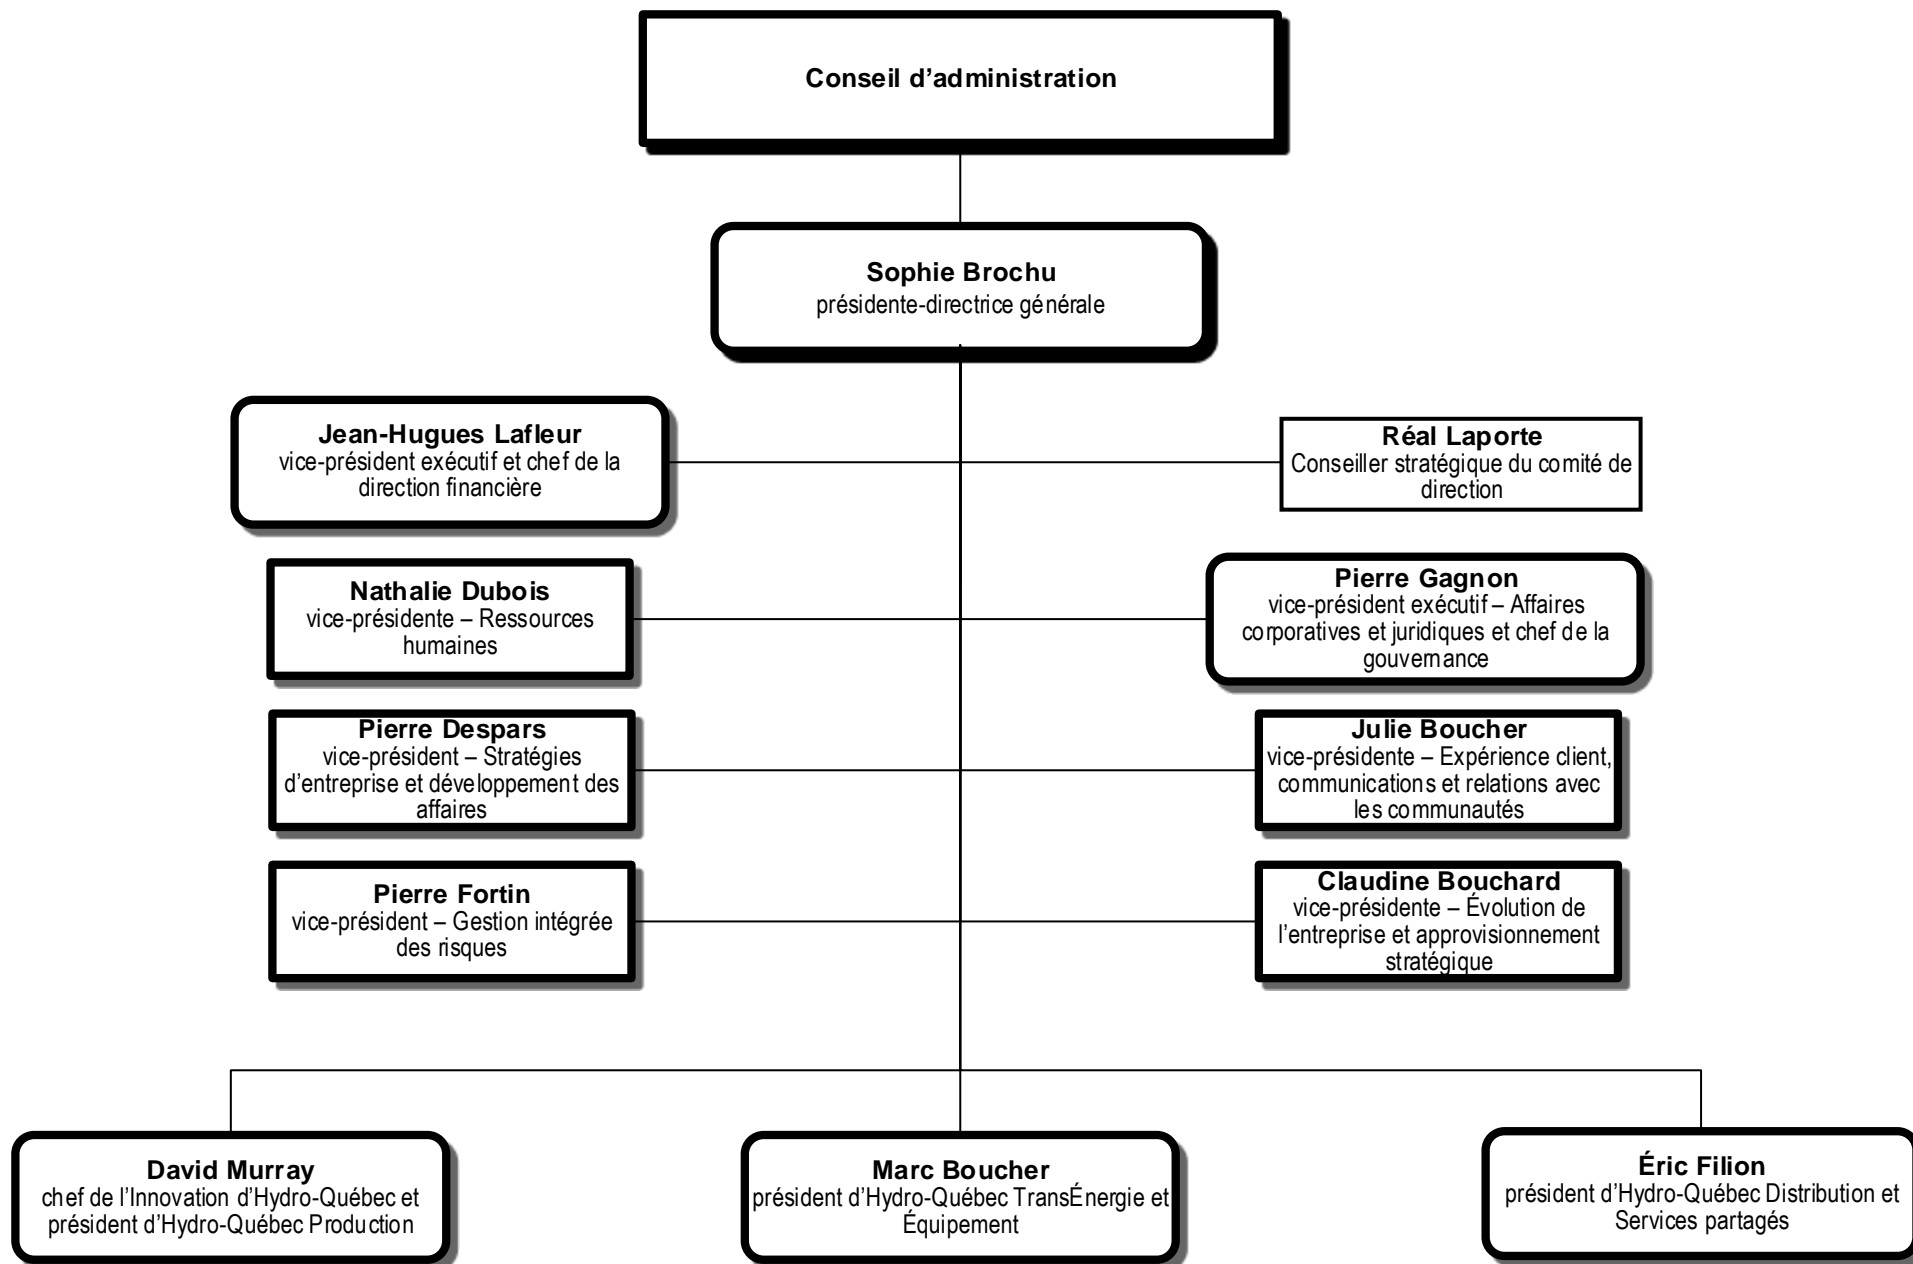 Conseil d’administration
Sophie Brochu
présidente-directrice générale
Jean-Hugues Lafleur
vice-président exécutif et chef de la
direction financière
Réal Laporte
Conseiller stratégique du comité de
direction
Nathalie Dubois
vice-présidente – Ressources
humaines
Pierre Gagnon
vice-président exécutif – Affaires
corporatives et juridiques et chef de la
gouvernance
Pierre Despars
vice-président – Stratégies
d’entreprise et développement des
affaires
Julie Boucher
vice-présidente – Expérience client,
communications et relations avec
les communautés
Pierre Fortin
vice-président – Gestion intégrée
des risques
Claudine Bouchard
vice-présidente – Évolution de
l’entreprise et approvisionnement
stratégique
David Murray
chef de l’Innovation d’Hydro-Québec et
président d’Hydro-Québec Production
Marc Boucher
président d’Hydro-Québec TransÉnergie et
Équipement
Éric Filion
président d’Hydro-Québec Distribution et
Services partagés